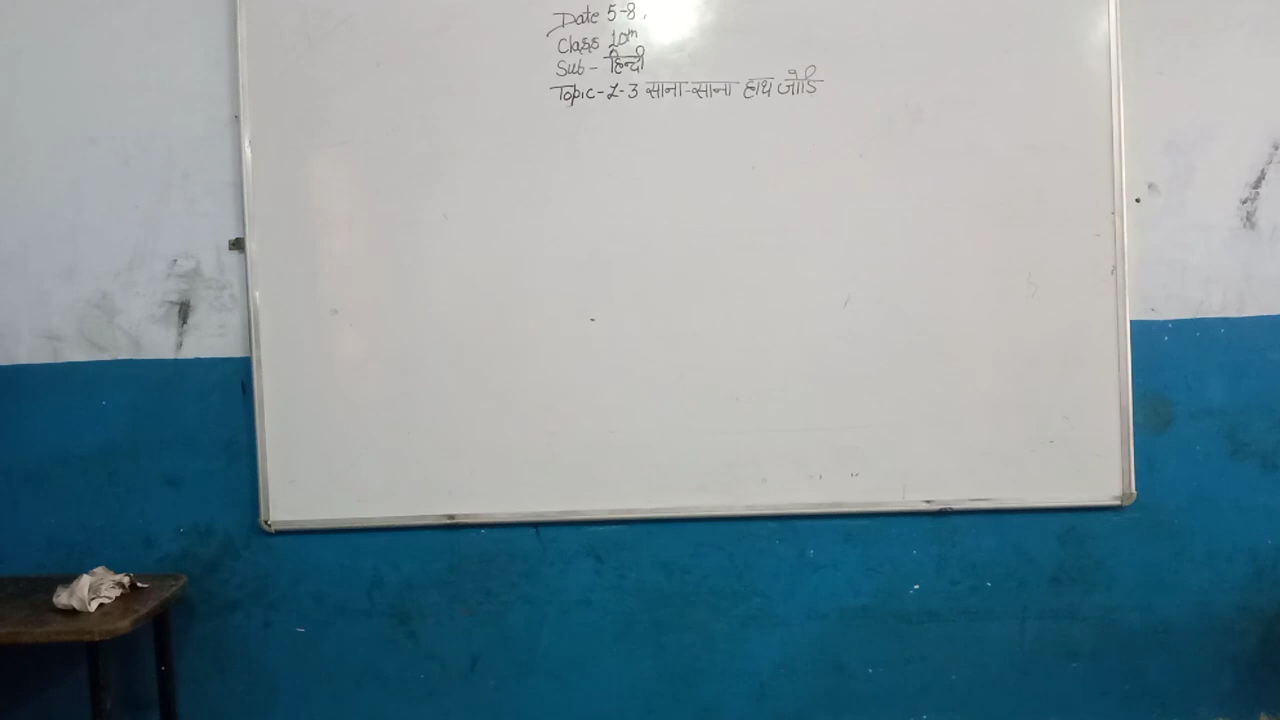 Date 5-8.
Class 10th
Sub - हिन्दी
Topic-L-3 साना-साना हाथ जोडि